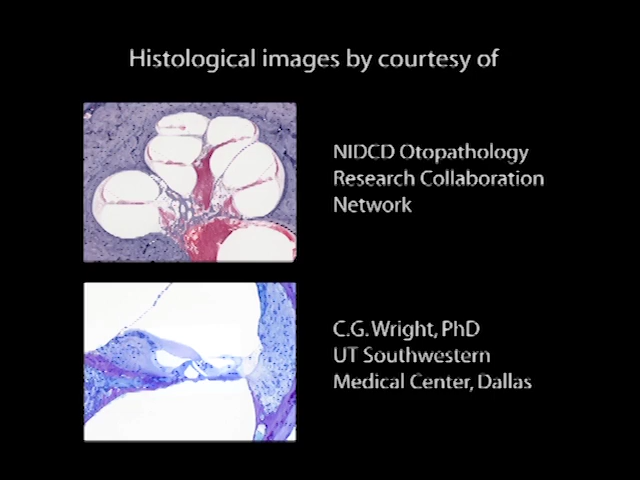 Histological images by courtesy of
NIDCD Otopathology
Research Collaboration
Network
C.G. Wright, PhD
UT Southwestern
Medical Center, Dallas